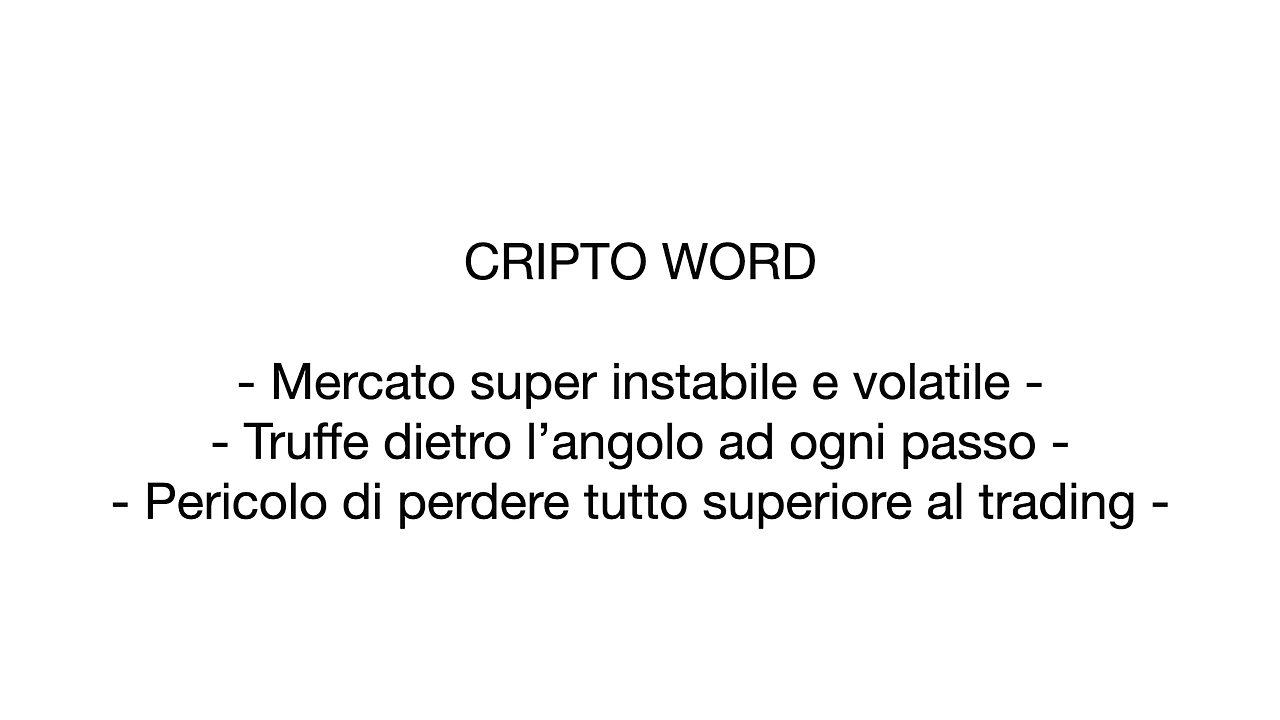 CRIPTO WORD
- Mercato super instabile e volatile -
- Truffe dietro l’angolo ad ogni passo -
- Pericolo di perdere tutto superiore al trading -